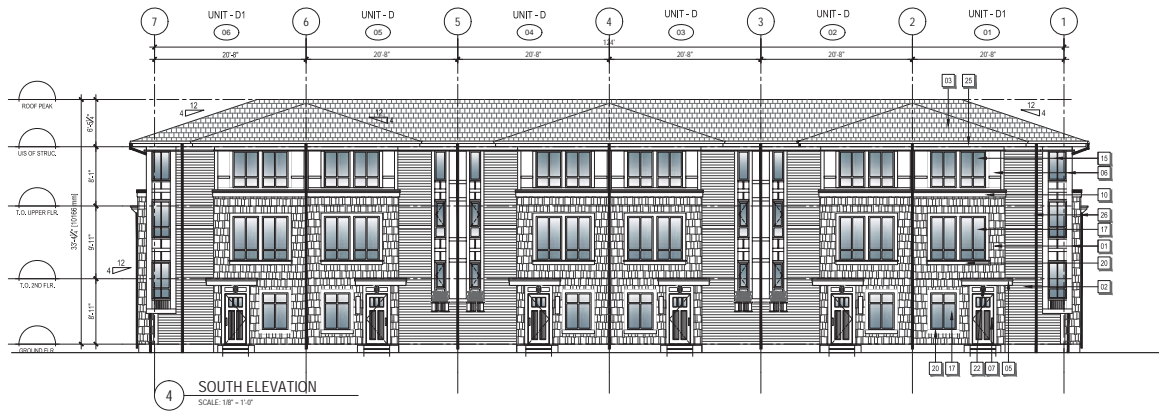 7 UNIT - D1 6 UNIT - D 5 UNIT - D 4 UNIT - D 3 UNIT - D 2 UNIT - D1 1
06 05 04 03 02 01
124'
20'-8" 20'-8" 20'-8" 20'-8" 20'-8" 20'-8"
03 25
12 4
12 4
12 4
ROOF PEAK
U/S OF STRUC.
8'-1"
15
06
T.O. UPPER FLR.
10
26
17
9'-11"
01
12 4
20
T.O. 2ND FLR.
02
8'-11"
GROUND FLR.
20 17 22 07 05
4 SOUTH ELEVATION
SCALE: 1/8" = 1'-0"